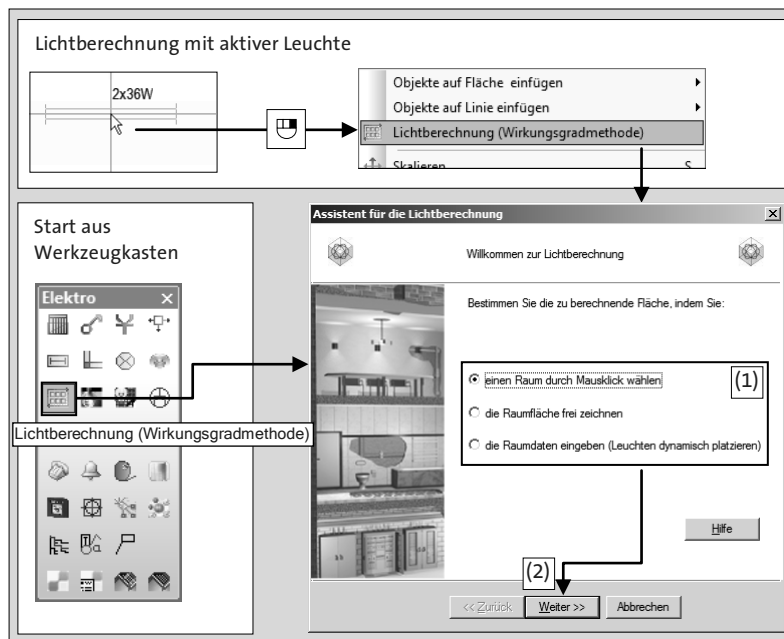 Lichtberechnung mit aktiver Leuchte
2x36W
Objekte auf Fläche einfügen
Objekte auf Linie einfügen
Lichtberechnung (Wirkungsgradmethode)
Skalieren S
Start aus
Werkzeugkasten
Elektro
Lichtberechnung (Wirkungsgradmethode)
Assistent für die Lichtberechnung
Willkommen zur Lichtberechnung
Bestimmen Sie die zu berechnende Fläche, indem Sie:
(1)
einen Raum durch Mausklick wählen
die Raumfläche frei zeichnen
die Raumdaten eingeben (Leuchten dynamisch platzieren)
Hilfe
(2)
<< Zurück Weiter >> Abbrechen